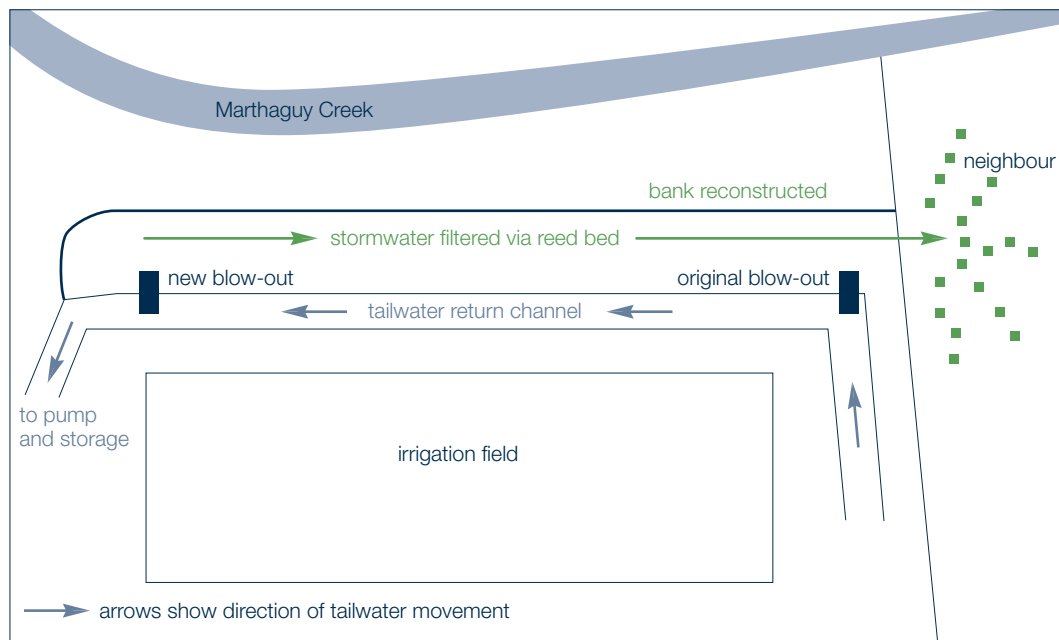 Marthaguy Creek
neighbour
bank reconstructed
stormwater filtered via reed bed
new blow-out
original blow-out
tailwater return channel
to pump
and storage
irrigation field
arrows show direction of tailwater movement